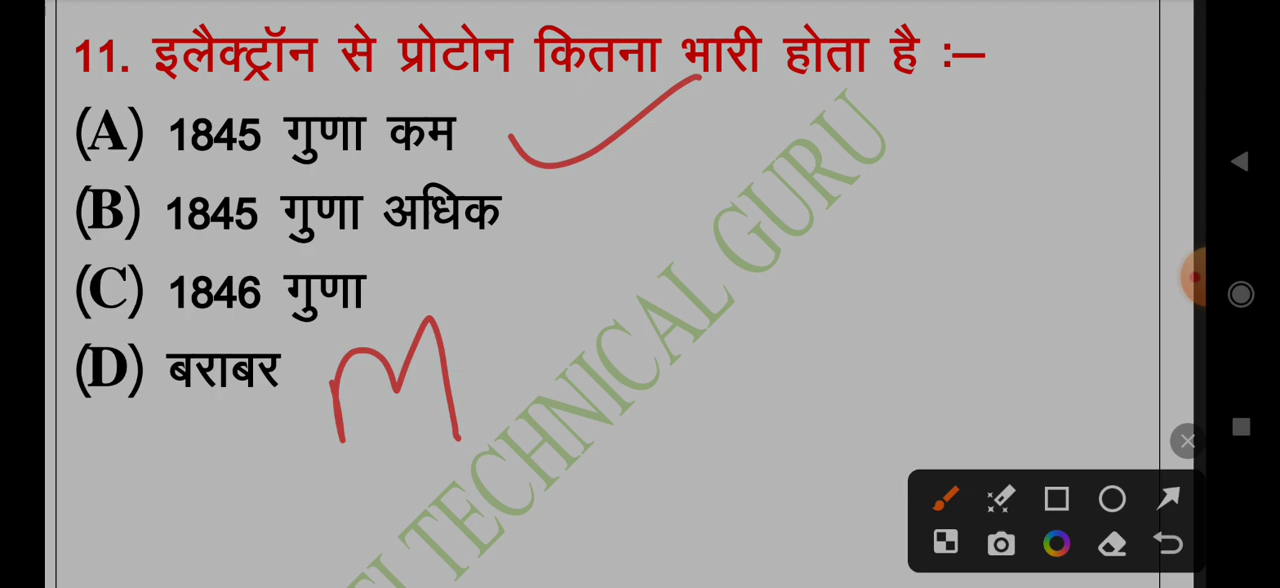 11. इलैक्ट्रॉन से प्रोटोन कितना भारी होता है :–
(A) 1845 गुणा कम
(B) 1845 गुणा अधिक
(C) 1846 गुणा
(D) बराबर
M
TECHNICAL GURU